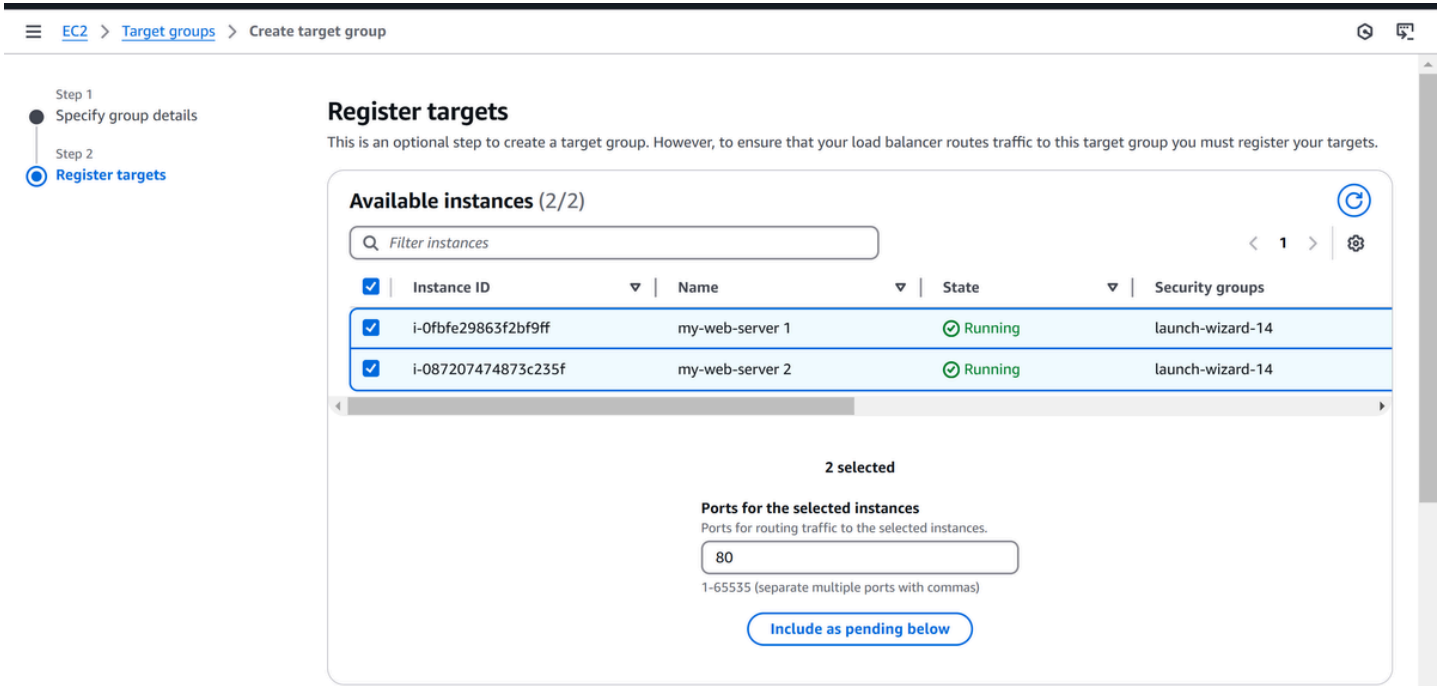 EC2 > Target groups > Create target group
Step 1
Specify group details
Step 2
Register targets
Register targets
This is an optional step to create a target group. However, to ensure that your load balancer routes traffic to this target group you must register your targets.
Available instances (2/2)
Filter instances
1
Instance ID Name State Security groups
i-0fbfe29863f2bf9ff my-web-server 1 Running launch-wizard-14
i-087207474873c235f my-web-server 2 Running launch-wizard-14
2 selected
Ports for the selected instances
Ports for routing traffic to the selected instances.
80
1-65535 (separate multiple ports with commas)
Include as pending below